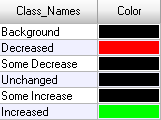 Class_Names Color
Background
Decreased
Some Decrease
Unchanged
Some Increase
Increased